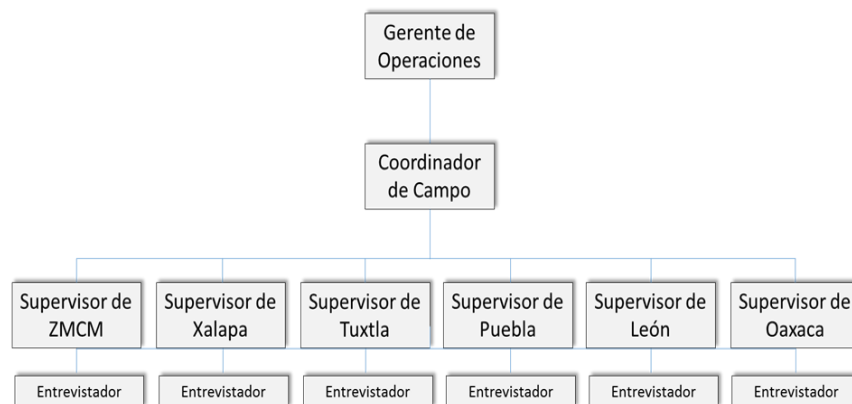 Gerente de
Operaciones
Coordinador
de Campo
Supervisor de
ZMCM
Supervisor de
Xalapa
Supervisor de
Tuxtla
Supervisor de
Puebla
Supervisor de
León
Supervisor de
Oaxaca
Entrevistador
Entrevistador
Entrevistador
Entrevistador
Entrevistador
Entrevistador